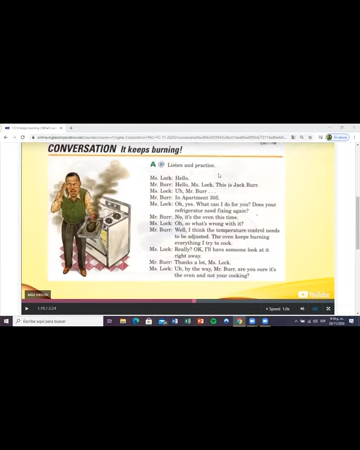 CONVERSATION It keeps burning!
A Listen and practice.
Ms. Lock: Hello.
Mr. Burr: Hello, Ms. Lock. This is Jack Burr.
Ms. Lock: Uh, Mr. Burr . . .
Mr. Burr: In Apartment 205.
Ms. Lock: Oh, yes. What can I do for you? Does your
refrigerator need fixing again?
Mr. Burr: No, it's the oven this time.
Ms. Lock: Oh, so what's wrong with it?
Mr. Burr: Well, I think the temperature control needs
to be adjusted. The oven keeps burning
everything I try to cook.
Ms. Lock: Really? OK, I'll have someone look at it
right away.
Mr. Burr: Thanks a lot, Ms. Lock.
Ms. Lock: Uh, by the way, Mr. Burr, are you sure it's
the oven and not your cooking?
YouTube
Speed 1.0x
Escribe aquí para buscar